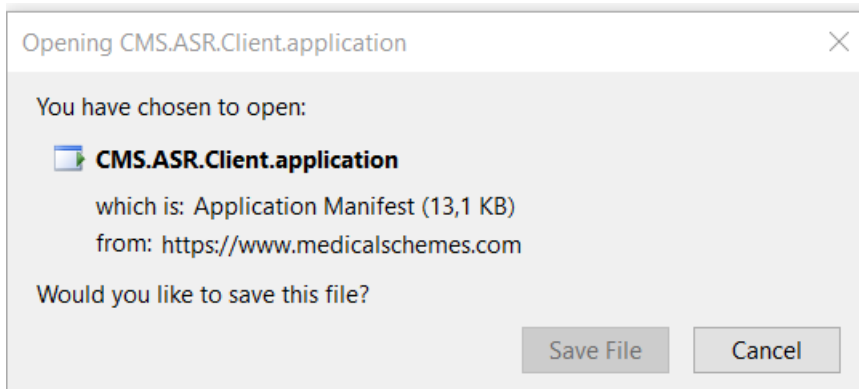 Opening CMS.ASR.Client.application
You have chosen to open:
CMS.ASR.Client.application
which is: Application Manifest (13,1 KB)
from: https://www.medicalschemes.com
Would you like to save this file?
Save File Cancel